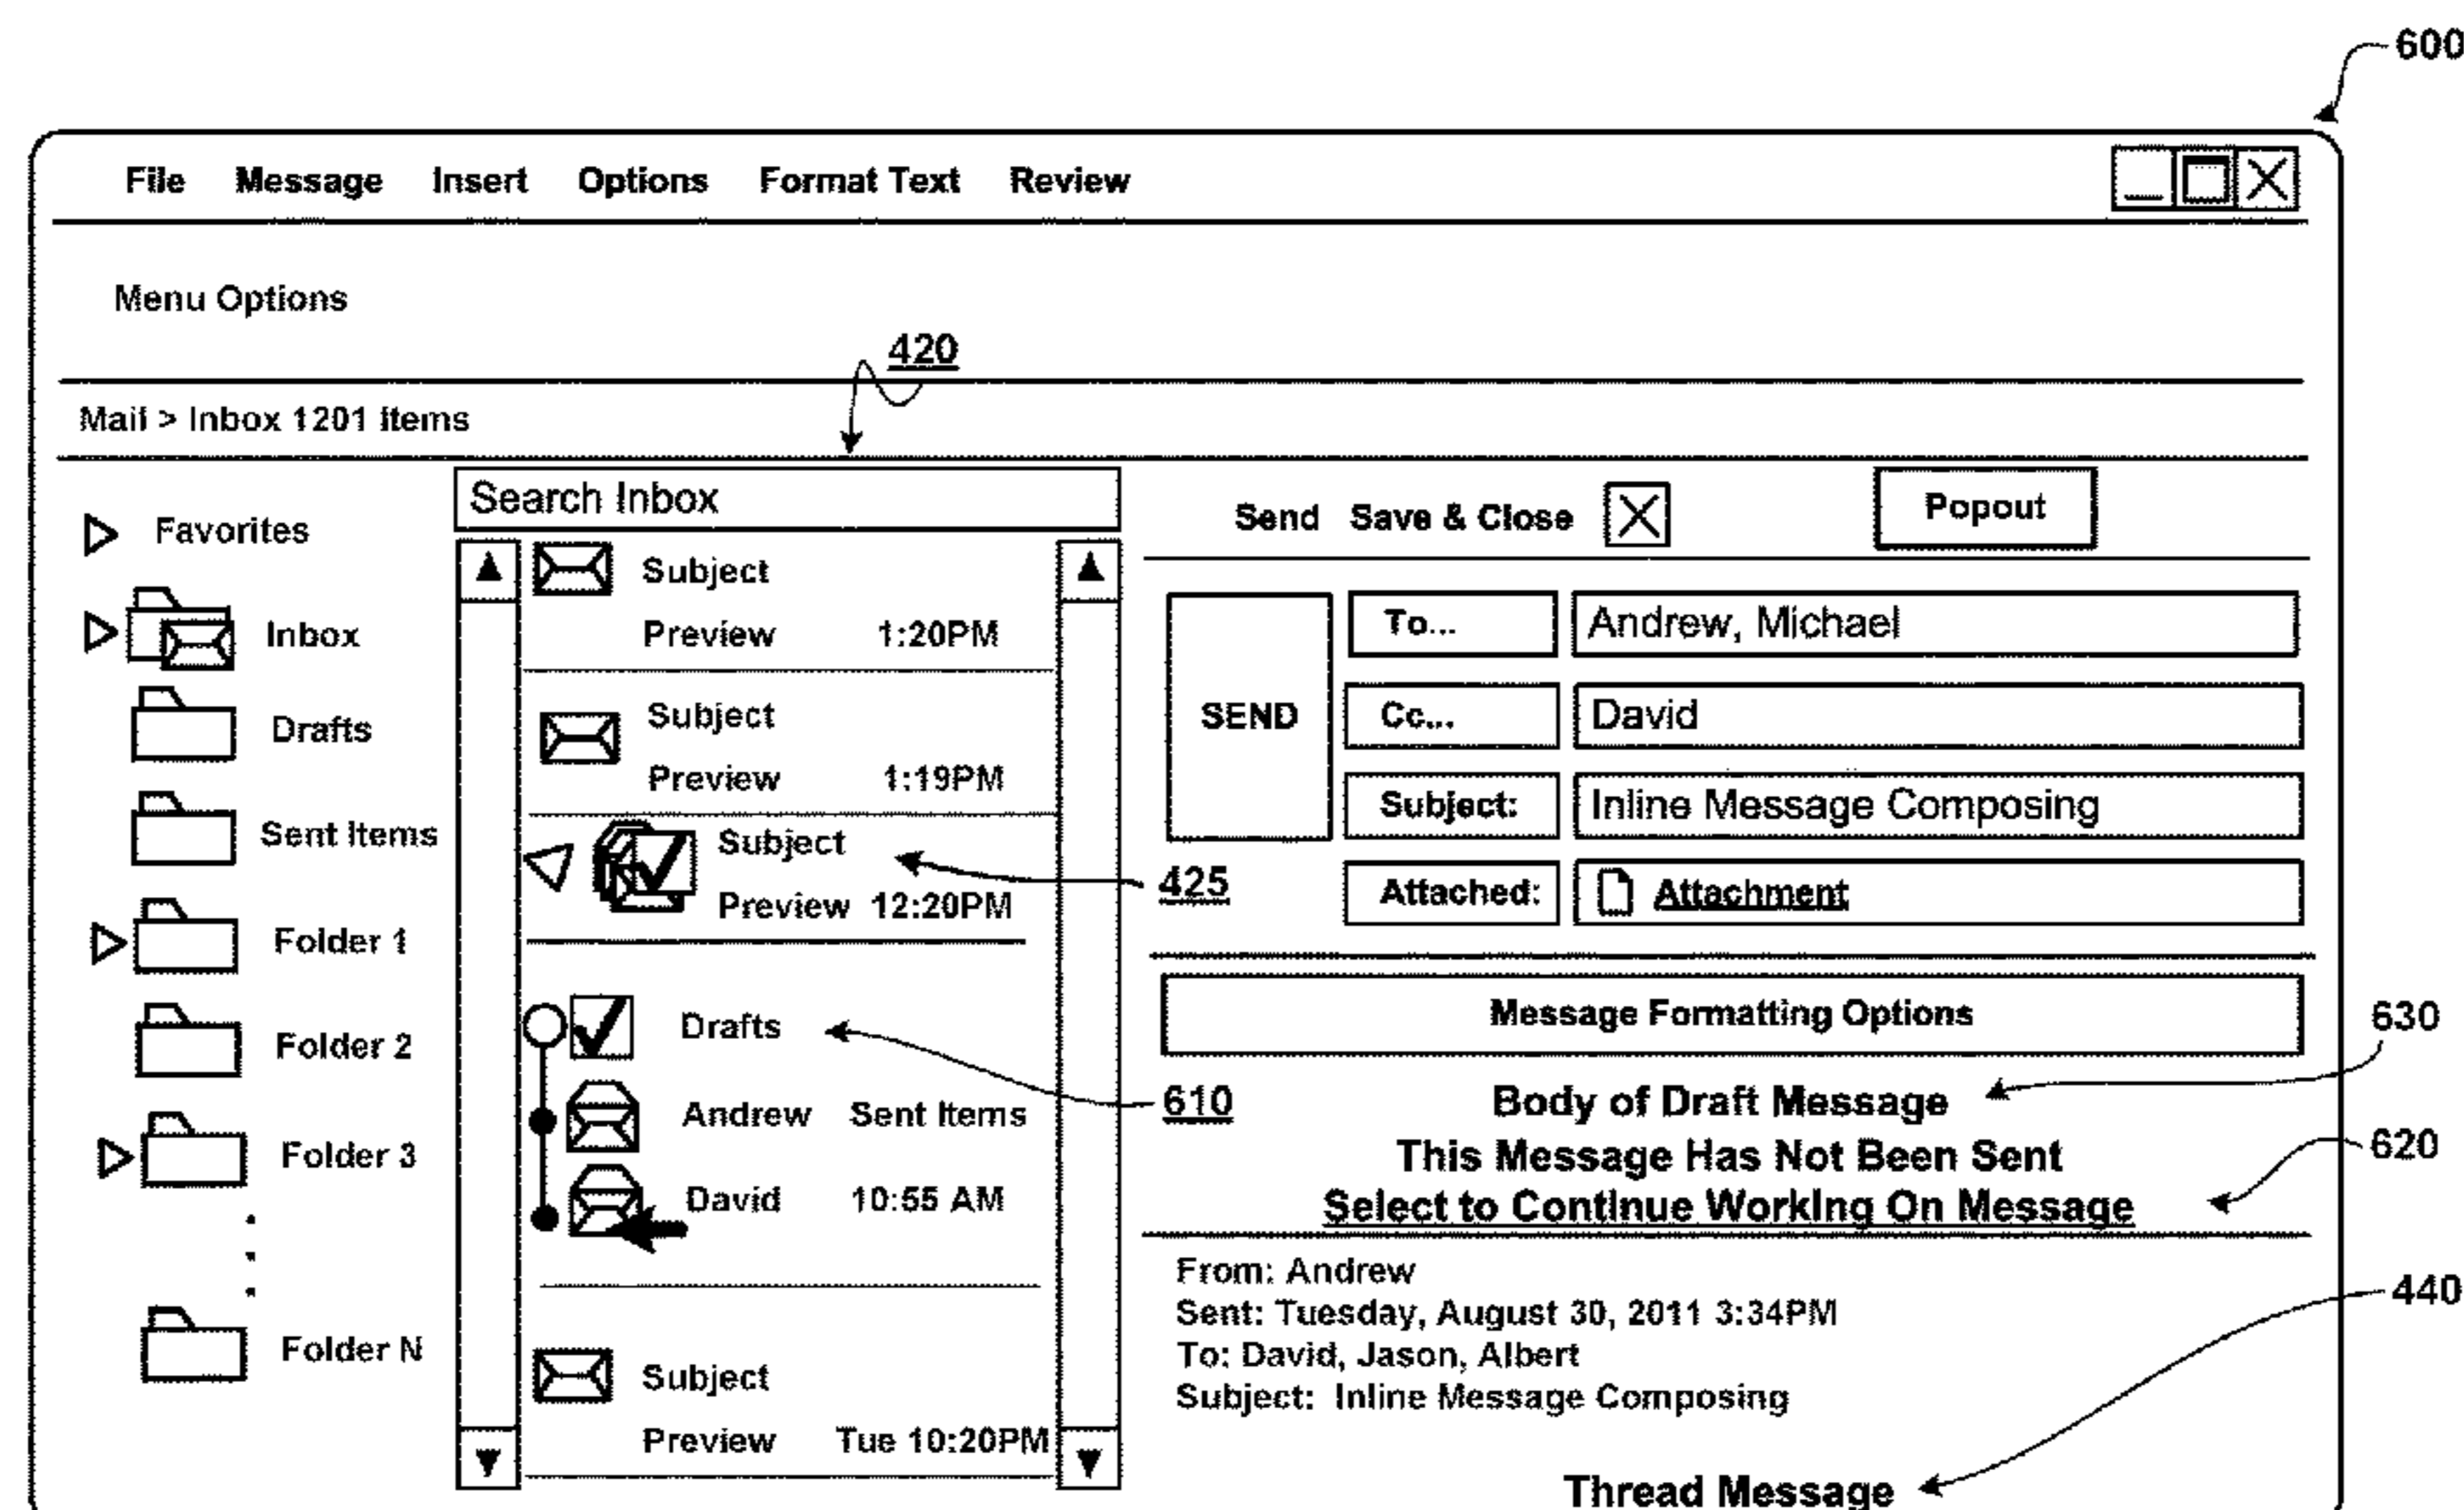 600
File Message Insert Options Format Text Review
Menu Options
420
Mail > Inbox 1201 Items
Favorites
Inbox
Drafts
Sent Items
Folder 1
Folder 2
Folder 3
Folder N
Search Inbox
Subject
Preview 1:20PM
Subject
Preview 1:19PM
Subject
Preview 12:20PM
425
Drafts
610
Andrew Sent Items
David 10:55 AM
Subject
Preview Tue 10:20PM
Send Save & Close Popout
SEND
To... Andrew, Michael
Cc... David
Subject: Inline Message Composing
Attached: Attachment
Message Formatting Options
630
Body of Draft Message
This Message Has Not Been Sent
620
Select to Continue Working On Message
From: Andrew
Sent: Tuesday, August 30, 2011 3:34PM
To: David, Jason, Albert
Subject: Inline Message Composing
440
Thread Message